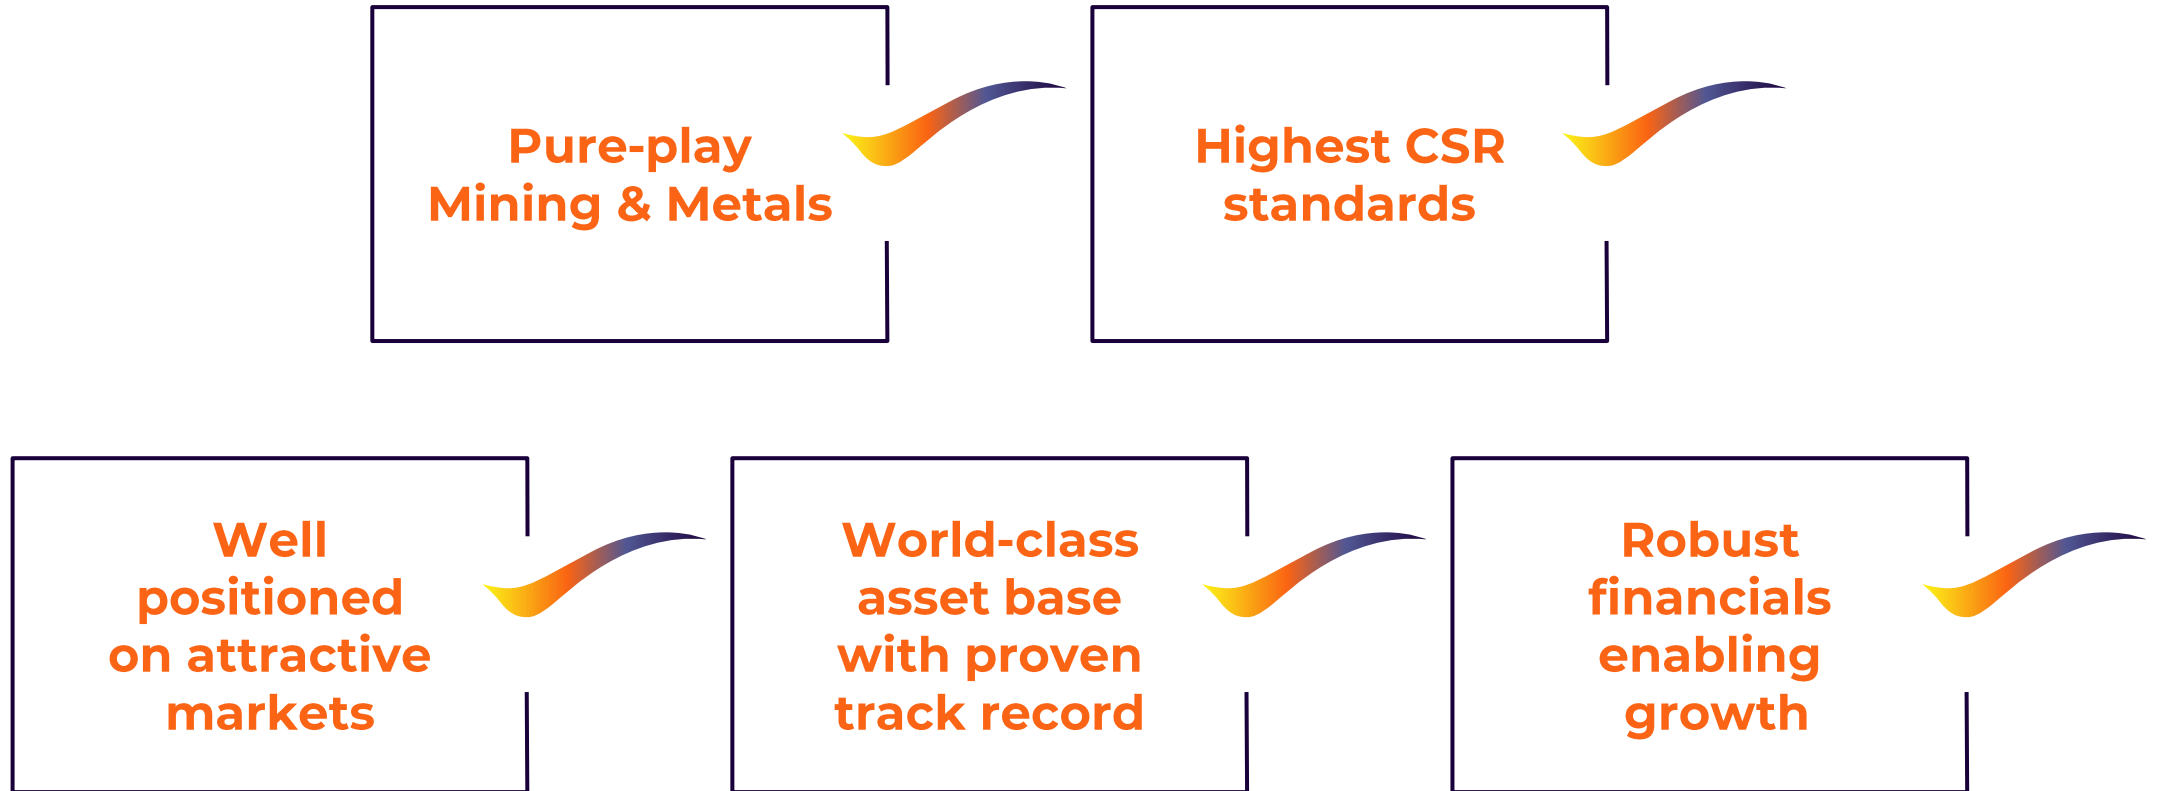 Pure-play
Mining & Metals
Highest CSR
standards
Well
positioned
on attractive
markets
World-class
asset base
with proven
track record
Robust
financials
enabling
growth